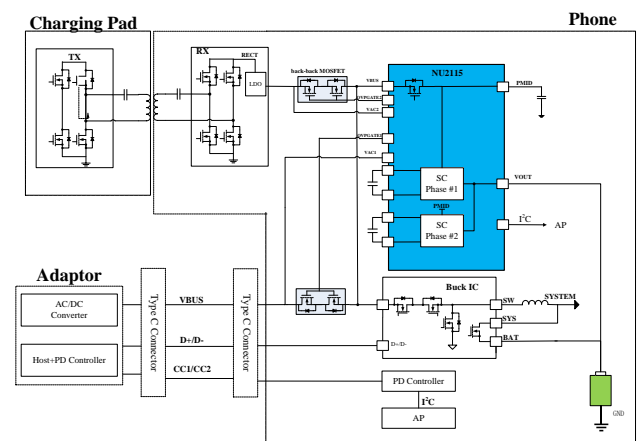 Charging Pad
Phone
TX
RX
RECT
LDO
back-back MOSFET
NU2115
VBUS
OVPGATE2
VAC2
OVPGATE1
VAC1
PMID
SC
Phase #1
PMID
SC
Phase #2
VOUT
I²C
AP
Adaptor
AC/DC
Converter
Host+PD Controller
Type C Connector
VBUS
D+/D-
CC1/CC2
Type C Connector
Buck IC
D+/D-
SW
SYSTEM
SYS
BAT
PD Controller
I²C
AP
GND